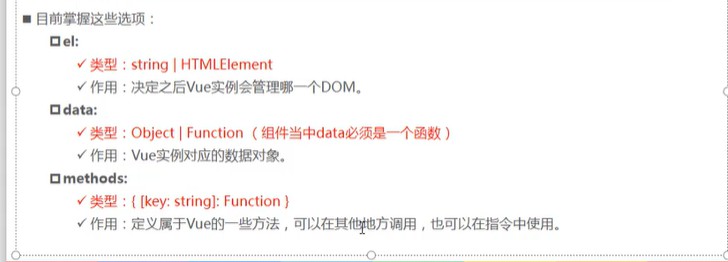 ■ 目前掌握这些选项：
□ el:
✓ 类型：string | HTMLElement
✓ 作用：决定之后Vue实例会管理哪一个DOM。
□ data:
✓ 类型：Object | Function （组件当中data必须是一个函数）
✓ 作用：Vue实例对应的数据对象。
□ methods:
✓ 类型：{ [key: string]: Function }
✓ 作用：定义属于Vue的一些方法，可以在其他地方调用，也可以在指令中使用。